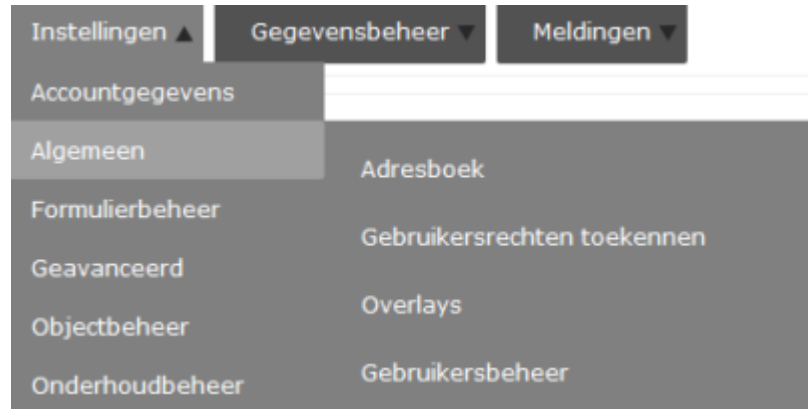 Instellingen ▲ Gegevensbeheer ▼ Meldingen ▼
Accountgegevens
Algemeen
Adresboek
Formulierbeheer
Gebruikersrechten toekennen
Geavanceerd
Overlays
Objectbeheer
Gebruikersbeheer
Onderhoudbeheer